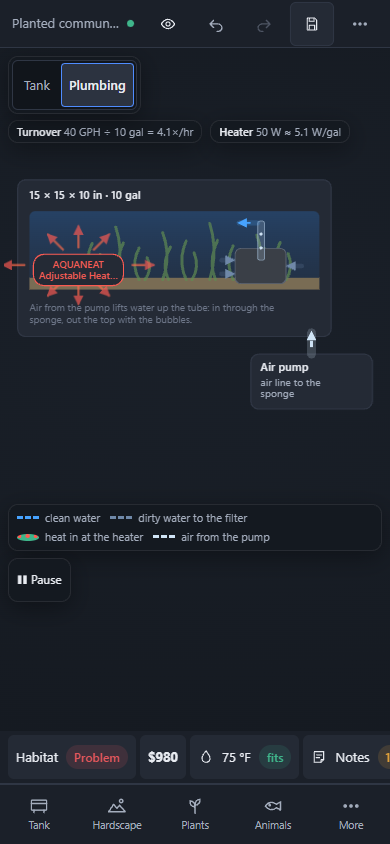 Planted commun...
Tank
Plumbing
Turnover 40 GPH ÷ 10 gal = 4.1×/hr
Heater 50 W ≈ 5.1 W/gal
15 × 15 × 10 in · 10 gal
AQUANEAT
Adjustable Heat...
Air from the pump lifts water up the tube: in through the
sponge, out the top with the bubbles.
Air pump
air line to the
sponge
clean water
dirty water to the filter
heat in at the heater
air from the pump
Pause
Habitat
Problem
$980
75 °F
fits
Notes
1
Tank
Hardscape
Plants
Animals
More